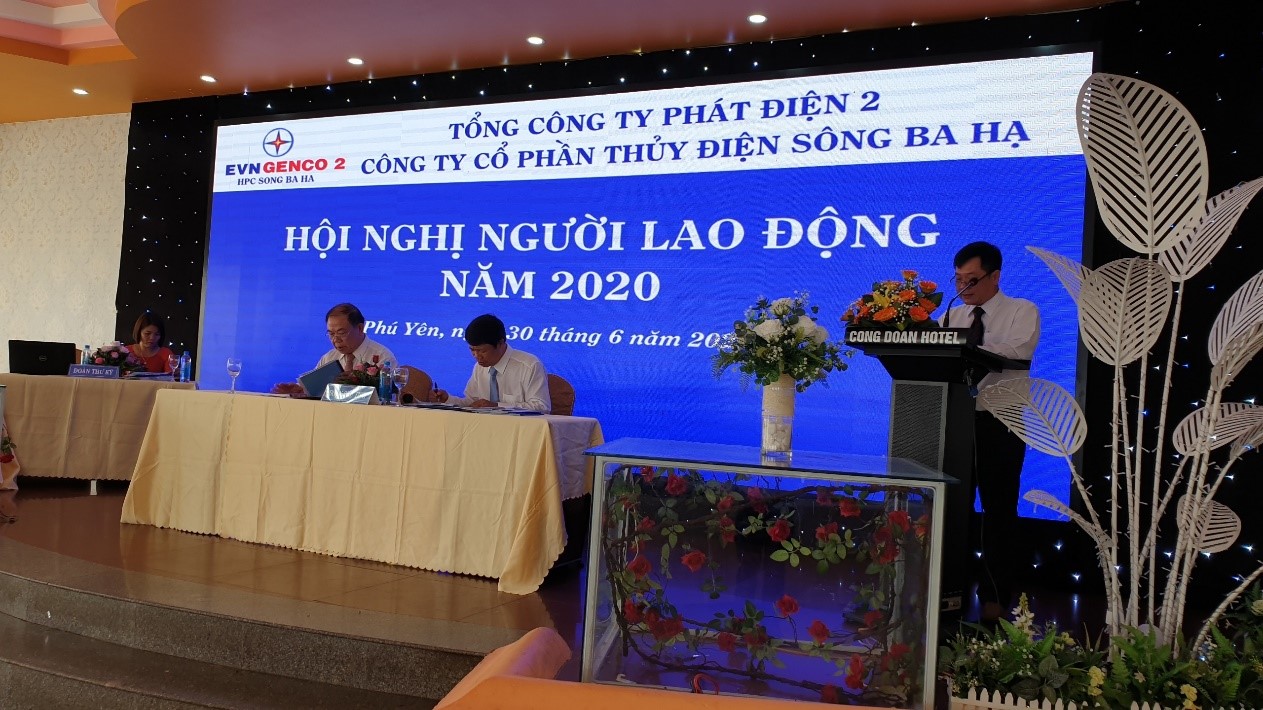 TỔNG CÔNG TY PHÁT ĐIỆN 2
CÔNG TY CỔ PHẦN THỦY ĐIỆN SÔNG BA HẠ
EVNGENCO 2
HPC SONG BA HA
HỘI NGHỊ NGƯỜI LAO ĐỘNG
NĂM 2020
Phú Yên, 30 tháng 6 năm
CONG DOAN HOTEL
ĐOÀN THƯ KÝ